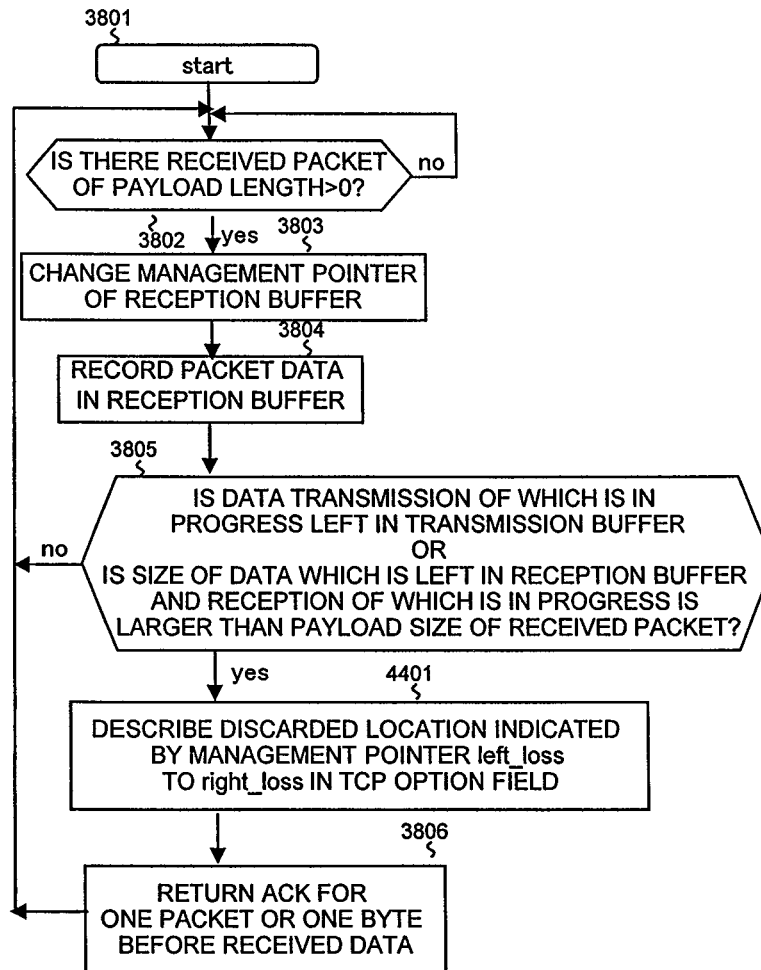 3801
start
IS THERE RECEIVED PACKET
OF PAYLOAD LENGTH>0?
no
3802
yes
3803
CHANGE MANAGEMENT POINTER
OF RECEPTION BUFFER
3804
RECORD PACKET DATA
IN RECEPTION BUFFER
3805
IS DATA TRANSMISSION OF WHICH IS IN
PROGRESS LEFT IN TRANSMISSION BUFFER
OR
IS SIZE OF DATA WHICH IS LEFT IN RECEPTION BUFFER
AND RECEPTION OF WHICH IS IN PROGRESS IS
LARGER THAN PAYLOAD SIZE OF RECEIVED PACKET?
no
yes
4401
DESCRIBE DISCARDED LOCATION INDICATED
BY MANAGEMENT POINTER left_loss
TO right_loss IN TCP OPTION FIELD
3806
RETURN ACK FOR
ONE PACKET OR ONE BYTE
BEFORE RECEIVED DATA